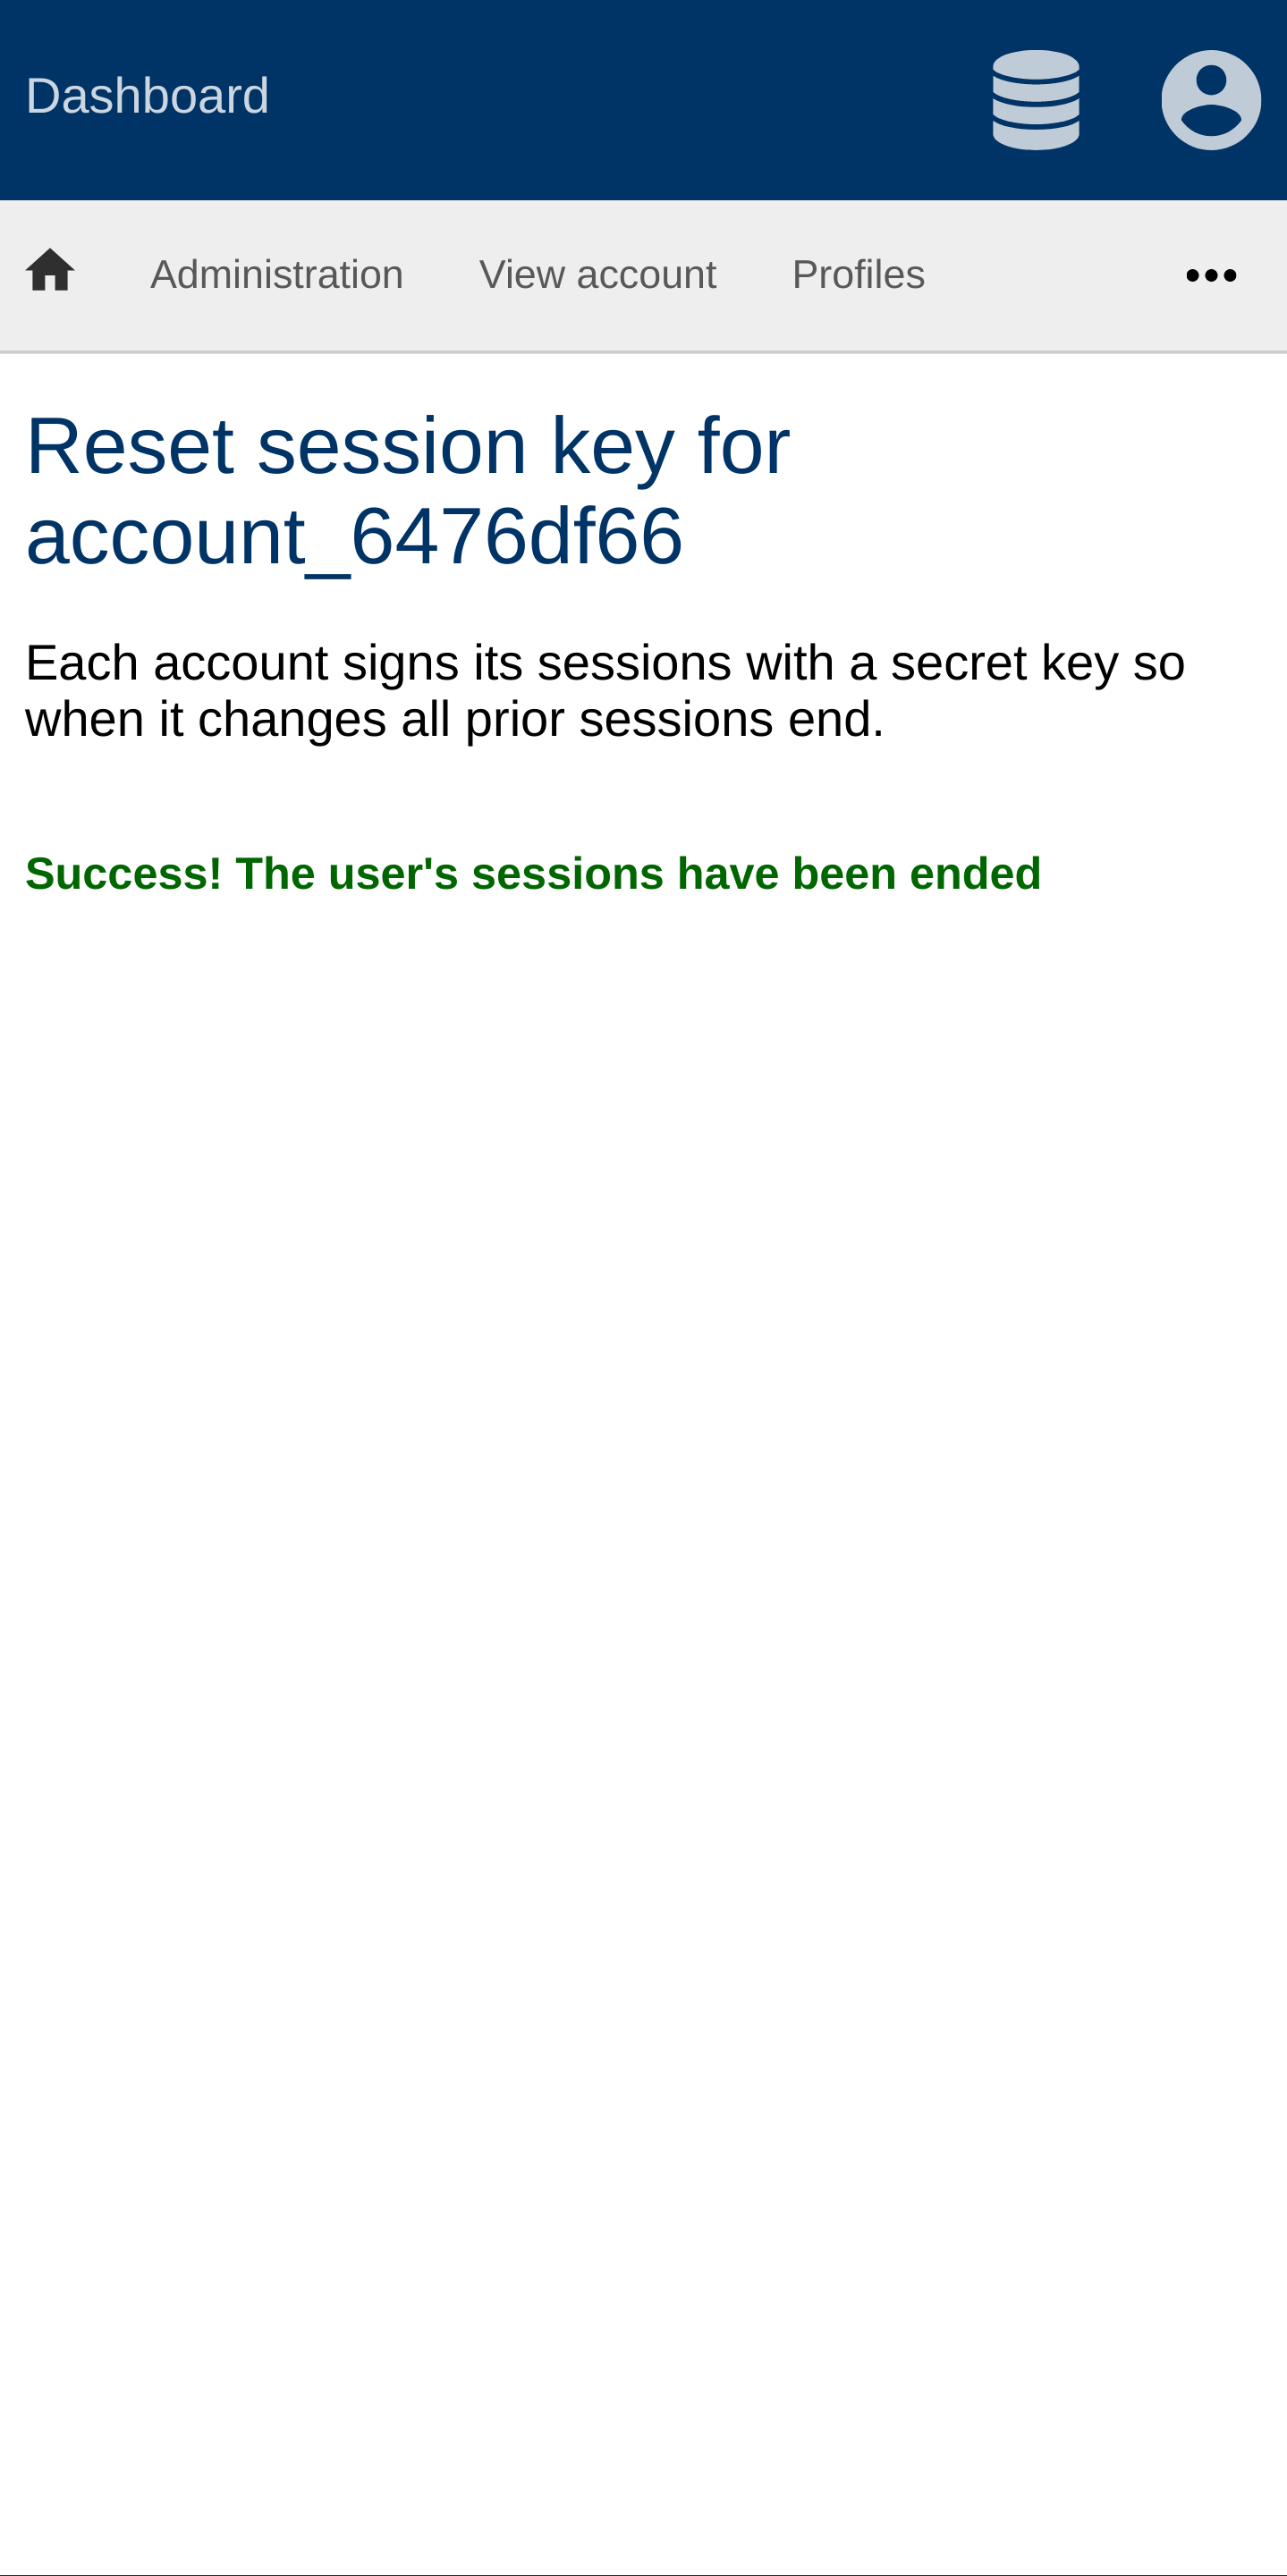 Dashboard
Administration View account Profiles
Reset session key for
account_6476df66
Each account signs its sessions with a secret key so
when it changes all prior sessions end.
Success! The user's sessions have been ended